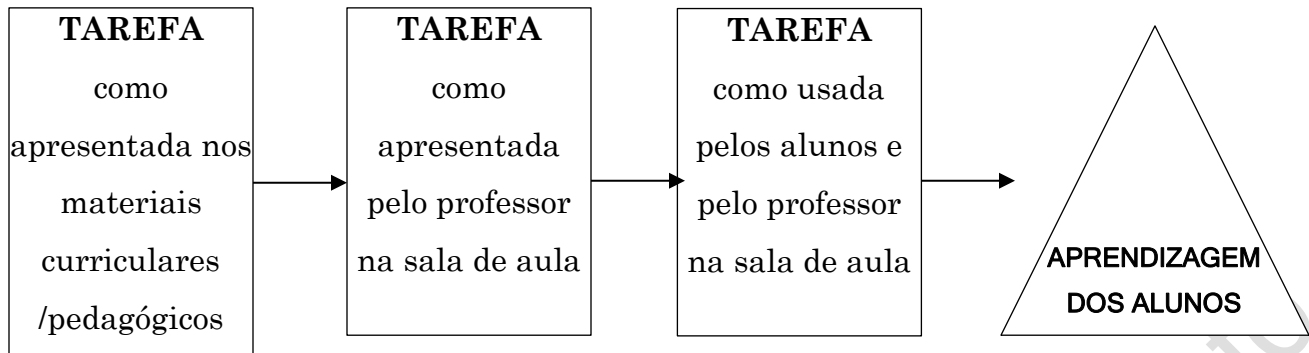 TAREFA
como
apresentada nos
materiais
curriculares
/pedagógicos
TAREFA
como
apresentada
pelo professor
na sala de aula
TAREFA
como usada
pelos alunos e
pelo professor
na sala de aula
APRENDIZAGEM
DOS ALUNOS